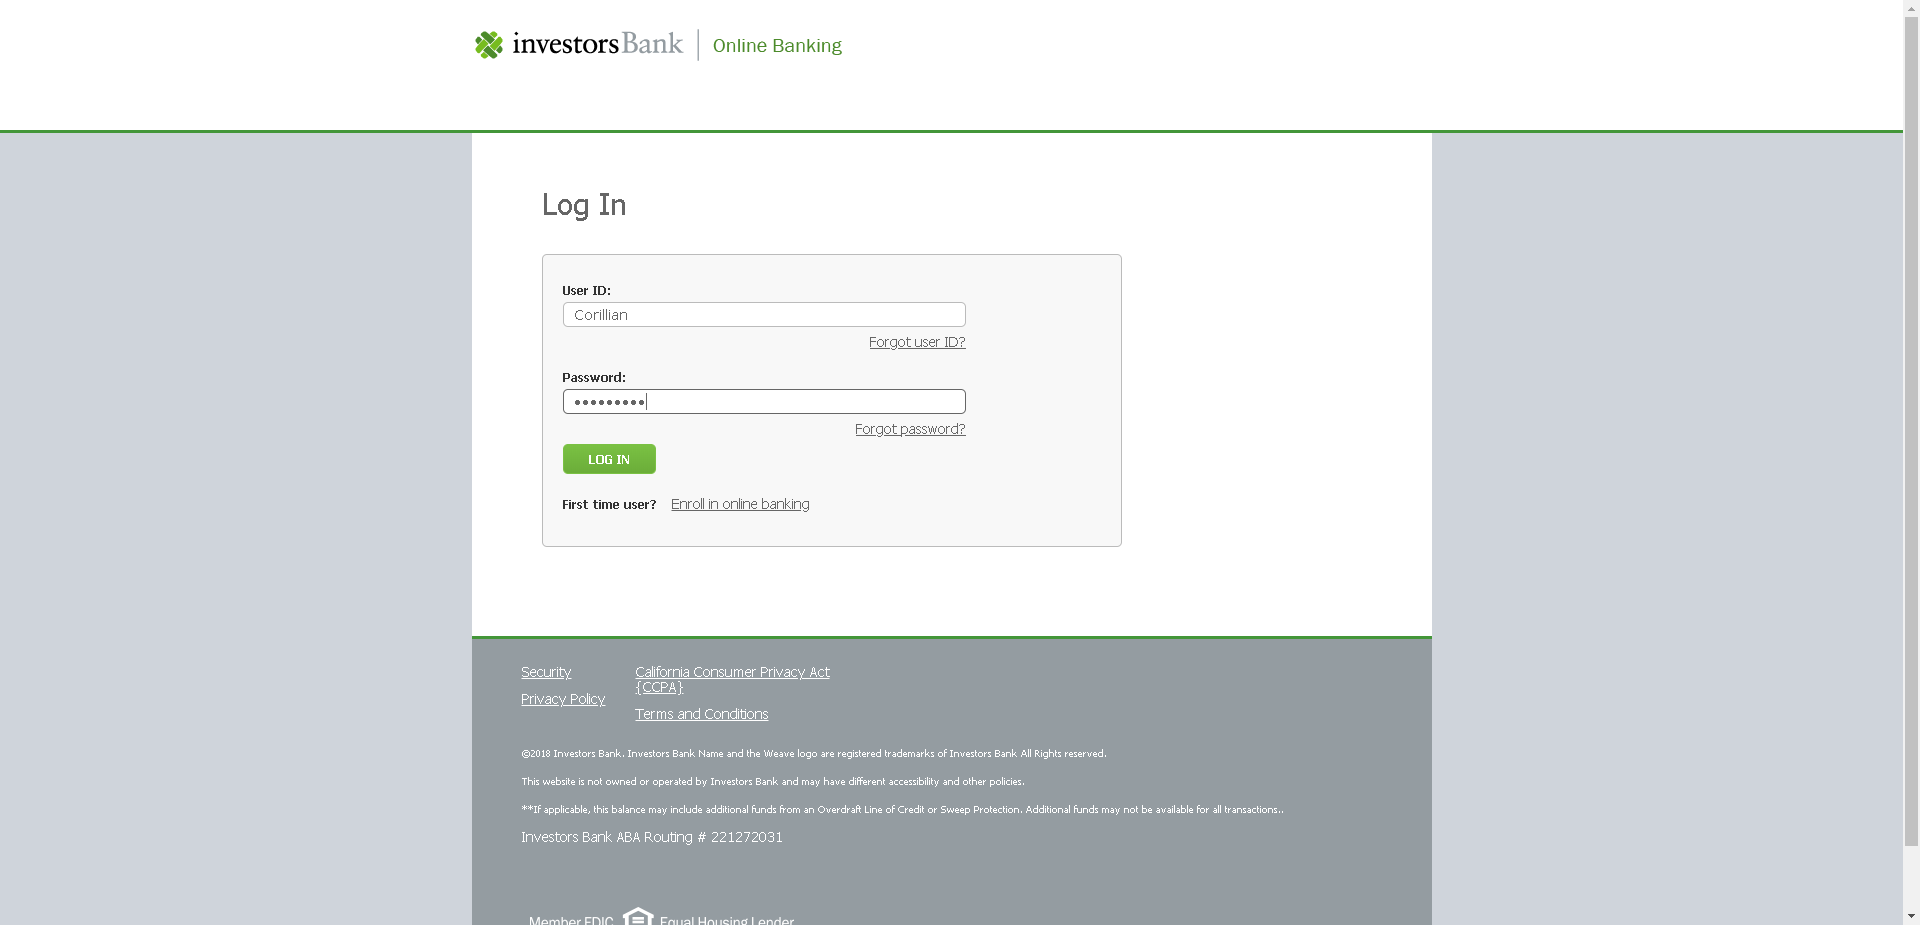 investorsBank | Online Banking
Log In
User ID:
Corillian
Forgot user ID?
Password:
•••••••••
Forgot password?
LOG IN
First time user? Enroll in online banking
Security
Privacy Policy
California Consumer Privacy Act
{CCPA}
Terms and Conditions
©2018 Investors Bank. Investors Bank Name and the Weave logo are registered trademarks of Investors Bank All Rights reserved.
This website is not owned or operated by Investors Bank and may have different accessibility and other policies.
**If applicable, this balance may include additional funds from an Overdraft Line of Credit or Sweep Protection. Additional funds may not be available for all transactions..
Investors Bank ABA Routing # 221272031
Member FDIC Equal Housing Lender